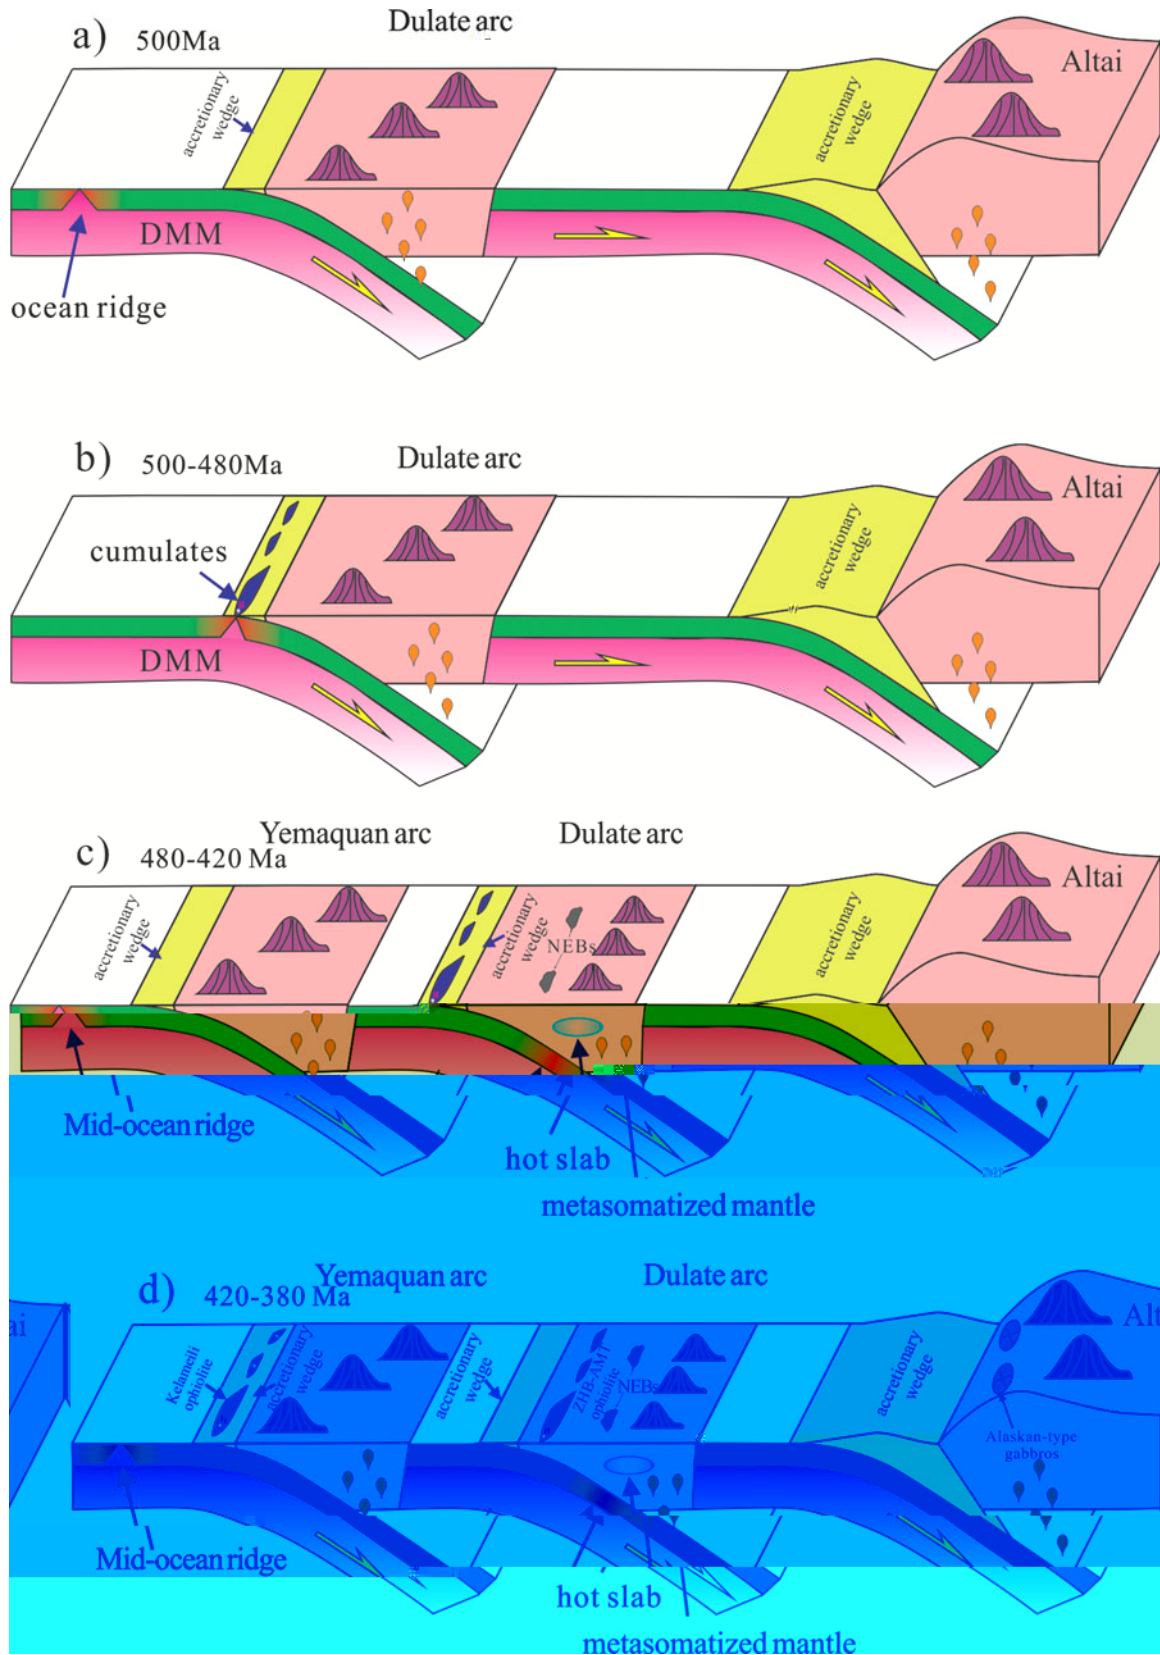 a)
500Ma
Dulate arc
accretionary
wedge
accretionary
wedge
Altai
DMM
ocean ridge
b)
500-480Ma
Dulate arc
cumulates
accretionary
wedge
Altai
DMM
c)
480-420 Ma
Yemaquan arc
Dulate arc
accretionary
wedge
accretionary
wedge
NEBs
accretionary
wedge
Altai
Mid-ocean ridge
hot slab
metasomatized mantle
d)
420-380 Ma
Yemaquan arc
Dulate arc
ai
Alt
Kelameili
ophiolite
accretionary
wedge
accretionary
wedge
ZHB-AMT
ophiolite
NEBs
accretionary
wedge
Alaskan-type
gabbros
Mid-ocean ridge
hot slab
metasomatized mantle